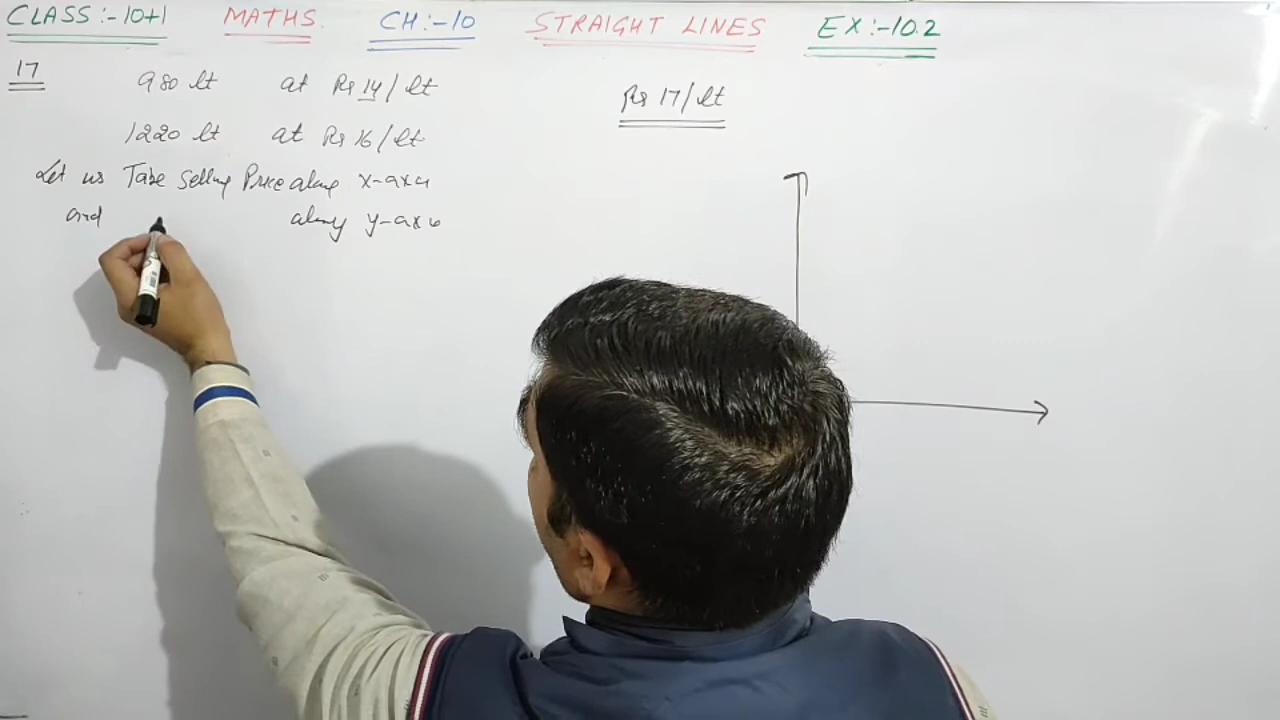 CLASS :- 10+1 MATHS. CH:-10 STRAIGHT LINES EX:-10.2
17 980 lt at Rs 14/lt Rs 17/lt
1220 lt at Rs 16/lt
Let us Take Selling Price along x-axis
and along y-axis